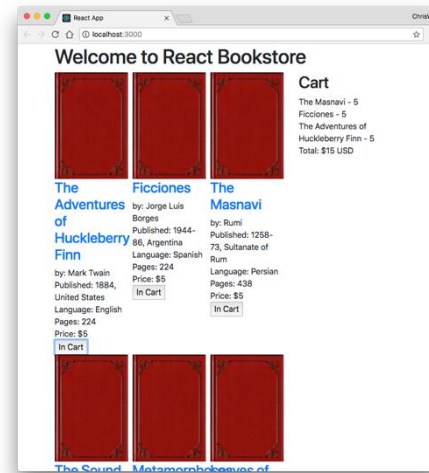 React App
ChrisW
localhost:3000
Welcome to React Bookstore
The
Adventures
of
Huckleberry
Finn
by: Mark Twain
Published: 1884,
United States
Language: English
Pages: 224
Price: $5
In Cart
Ficciones
by: Jorge Luis
Borges
Published: 1944-
86, Argentina
Language: Spanish
Pages: 224
Price: $5
In Cart
The
Masnavi
by: Rumi
Published: 1258-
73, Sultanate of
Rum
Language: Persian
Pages: 438
Price: $5
In Cart
Cart
The Masnavi - 5
Ficciones - 5
The Adventures of
Huckleberry Finn - 5
Total: $15 USD
The Sound
of